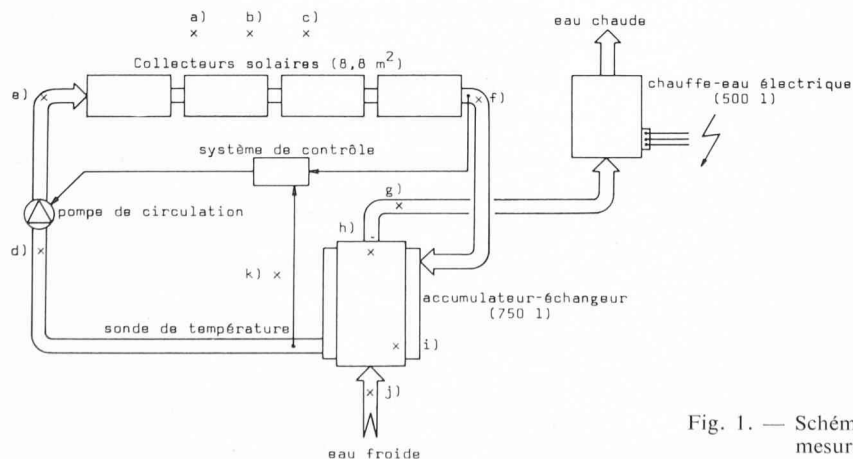 a) b) c)
eau chaude
Collecteurs solaires (8,8 m²)
chauffe-eau électrique
(500 l)
e)
f)
système de contrôle
g)
pompe de circulation
h)
d)
k)
accumulateur-échangeur
(750 l)
sonde de température
i)
j)
eau froide
Fig. 1. — Schém
mesur